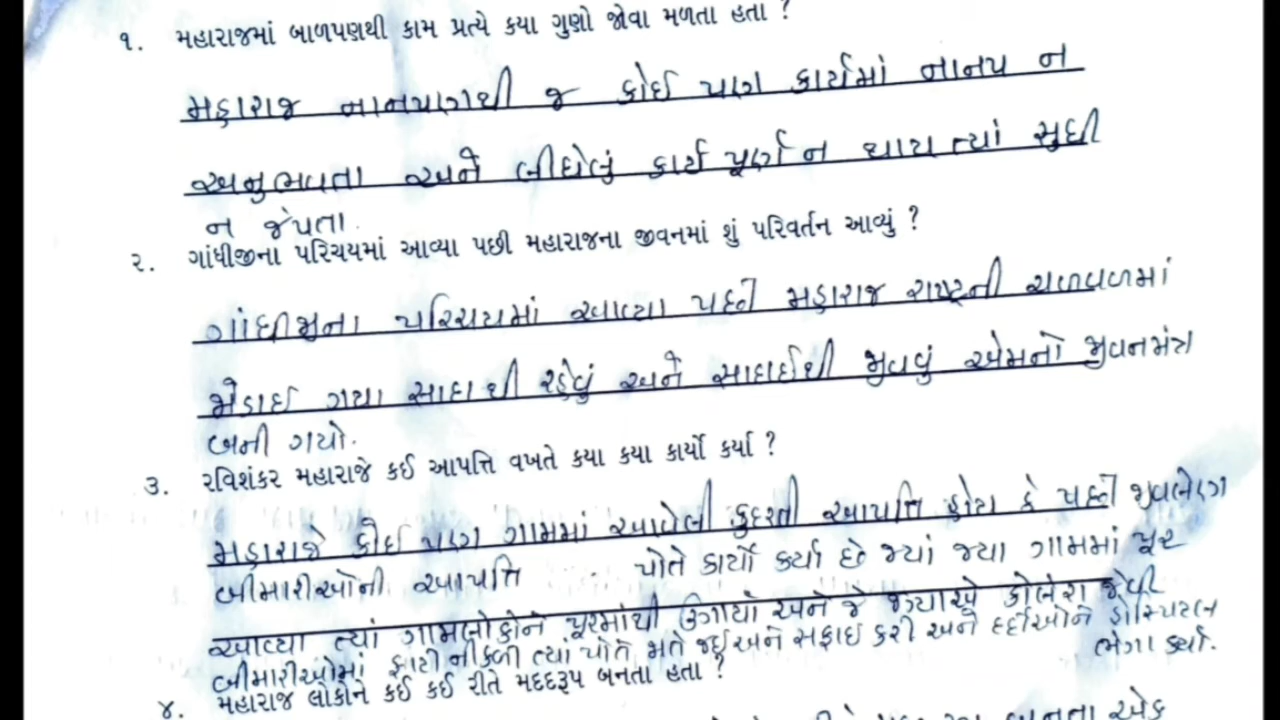 ૧. મહારાજમાં બાળપણથી કામ પ્રત્યે કયા ગુણો જોવા મળતા હતા ?
મહારાજ નાનપણથી જ કોઈ પણ કાર્યમાં નાનપ ન
અનુભવતા અને લીધેલું કાર્ય પૂર્ણ ન થાય ત્યાં સુધી
ન જંપતા.
૨. ગાંધીજીના પરિચયમાં આવ્યા પછી મહારાજના જીવનમાં શું પરિવર્તન આવ્યું ?
ગાંધીજીના પરિચયમાં આવ્યા પછી મહારાજ રાષ્ટ્રની ચળવળમાં
જોડાઈ ગયા સાદાથી રહેવું અને સાદાઈથી જીવવું એમનો જીવનમંત્ર
બની ગયો.
૩. રવિશંકર મહારાજે કઈ આપત્તિ વખતે કયા કયા કાર્યો કર્યા ?
મહારાજે કોઈ પણ ગામમાં આવેલી કુદરતી આપત્તિ હોય કે પછી જીવલેણ
બીમારીઓની આપત્તિ પોતે કાર્યો કર્યા છે જ્યાં જ્યા ગામમાં પૂર
આવ્યા ત્યાં ગામલોકોને પૂરમાંથી ઉગાર્યા અને જે જગ્યાએ કોલેરા જેવી
બીમારીઓમાં ફાટી નીકળી ત્યાં પોતે જઈ અને સફાઈ કરી અને દર્દીઓને હોસ્પિટલ
ભેગા કર્યા.
૪. મહારાજ લોકોને કઈ કઈ રીતે મદદરૂપ બનતા હતા ?